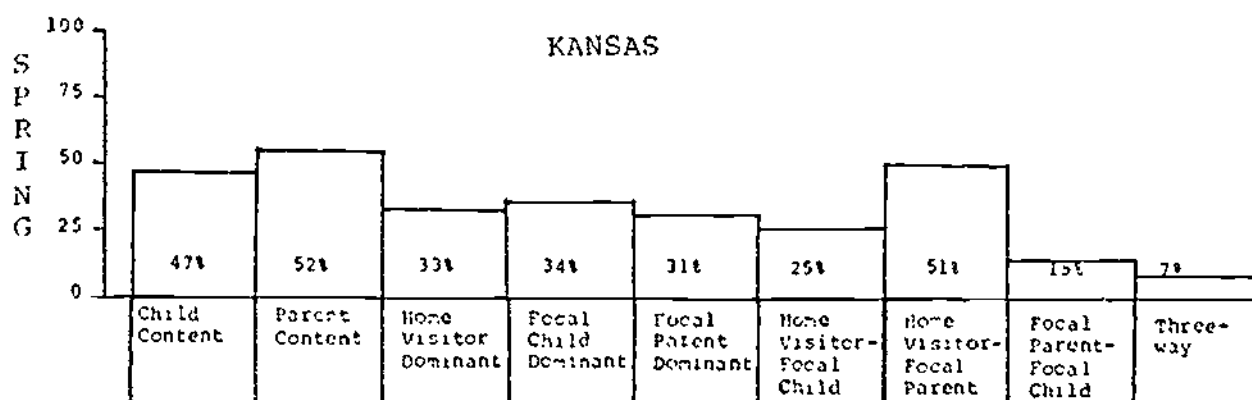 KANSAS
SPRING
100
75
50
25
0
47% 52% 33% 34% 31% 25% 51% 15% 7%
Child Content
Parent Content
Home Visitor Dominant
Focal Child Dominant
Focal Parent Dominant
Home Visitor-Focal Child
Home Visitor-Focal Parent
Focal Parent-Focal Child
Three-way